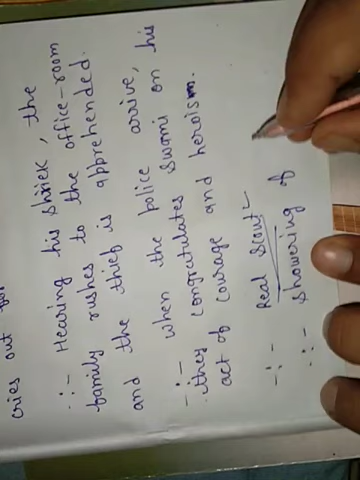 cries out
∴- Hearing his shriek, the
family rushes to the office-room
and the thief is apprehended.
∴- when the police arrive,
they congratulates Swami on his
act of courage and heroism.
∴- Real Scout-
∴- Showering of